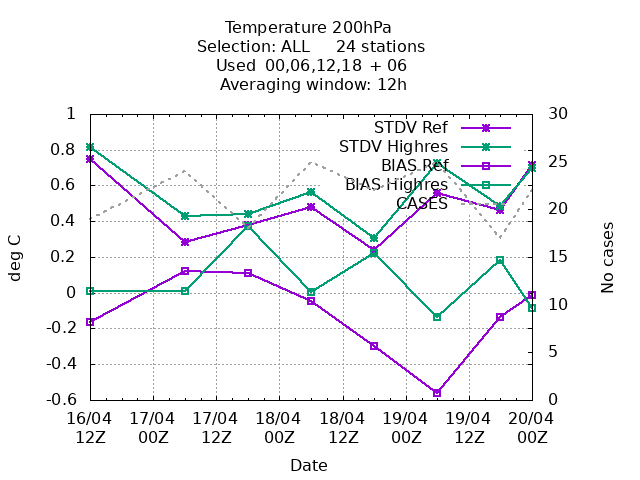 Temperature 200hPa
Selection: ALL 24 stations
Used 00,06,12,18 + 06
Averaging window: 12h
1
0.8
0.6
0.4
0.2
0
-0.2
-0.4
-0.6
deg C
STDV Ref
STDV Highres
BIAS Ref
BIAS Highres
CASES
30
25
20
15
10
5
0
No cases
16/04 17/04 17/04 18/04 18/04 19/04 19/04 20/04
12Z 00Z 12Z 00Z 12Z 00Z 12Z 00Z
Date